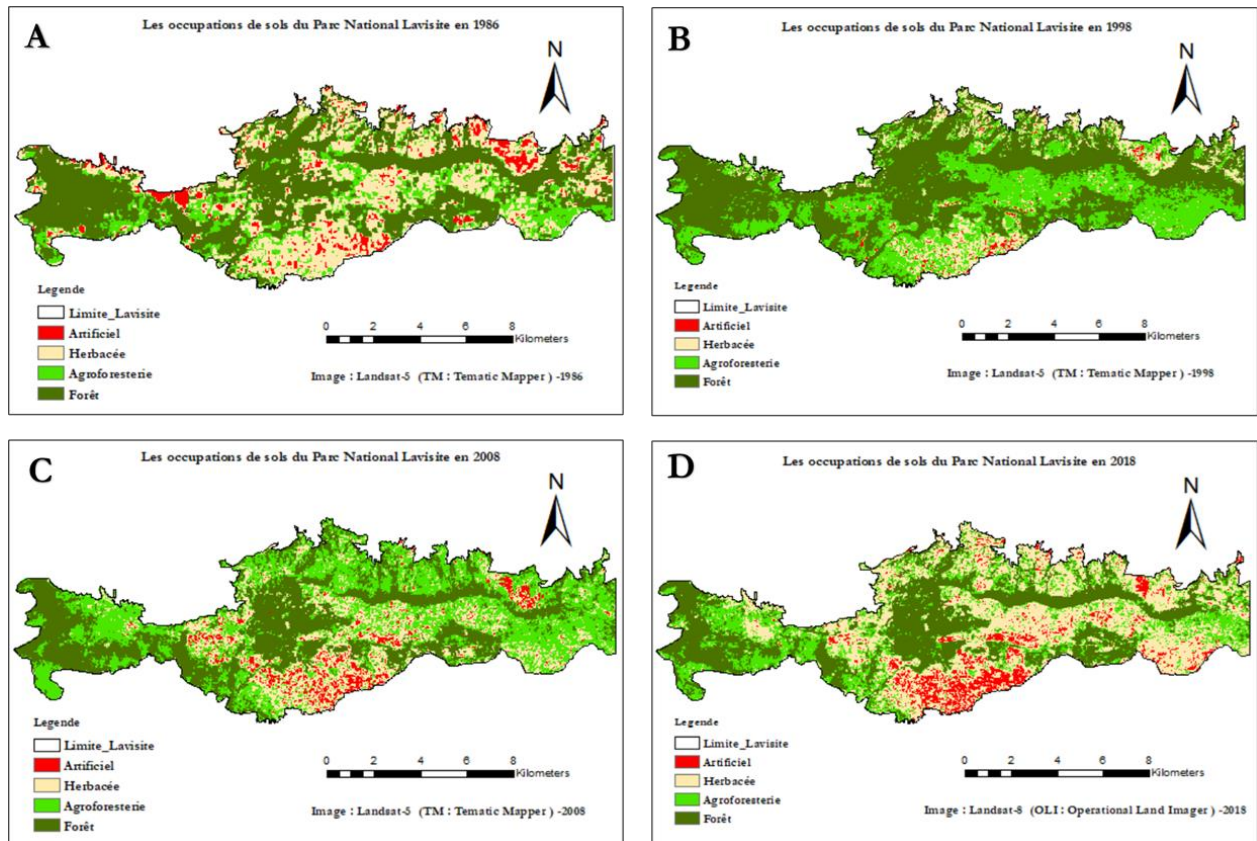 A
Les occupations de sols du Parc National Lavisite en 1986
N
Legende
Limite_Lavisite
Artificiel
Herbacée
Agroforesterie
Forêt
0 2 4 6 8
Kilometers
Image : Landsat-5 (TM : Tematic Mapper ) -1986
B
Les occupations de sols du Parc National Lavisite en 1998
N
Legende
Limite_Lavisite
Artificiel
Herbacée
Agroforesterie
Forêt
0 2 4 6 8
Kilometers
Image : Landsat-5 (TM : Tematic Mapper ) -1998
C
Les occupations de sols du Parc National Lavisite en 2008
N
Legende
Limite_Lavisite
Artificiel
Herbacée
Agroforesterie
Forêt
0 2 4 6 8
Kilometers
Image : Landsat-5 (TM : Tematic Mapper ) -2008
D
Les occupations de sols du Parc National Lavisite en 2018
N
Legende
Limite_Lavisite
Artificiel
Herbacée
Agroforesterie
Forêt
0 2 4 6 8
Kilometers
Image : Landsat-8 (OLI : Operational Land Imager ) -2018